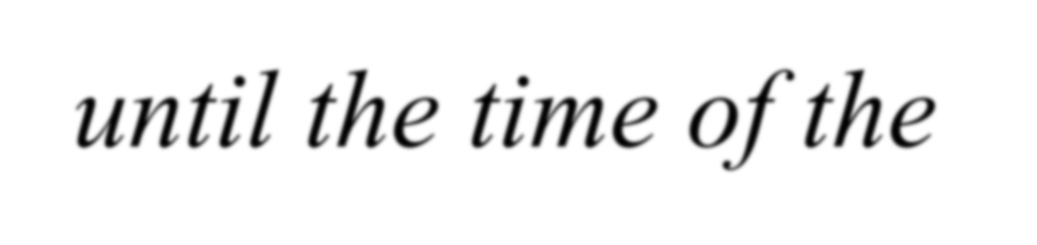 until the time of the